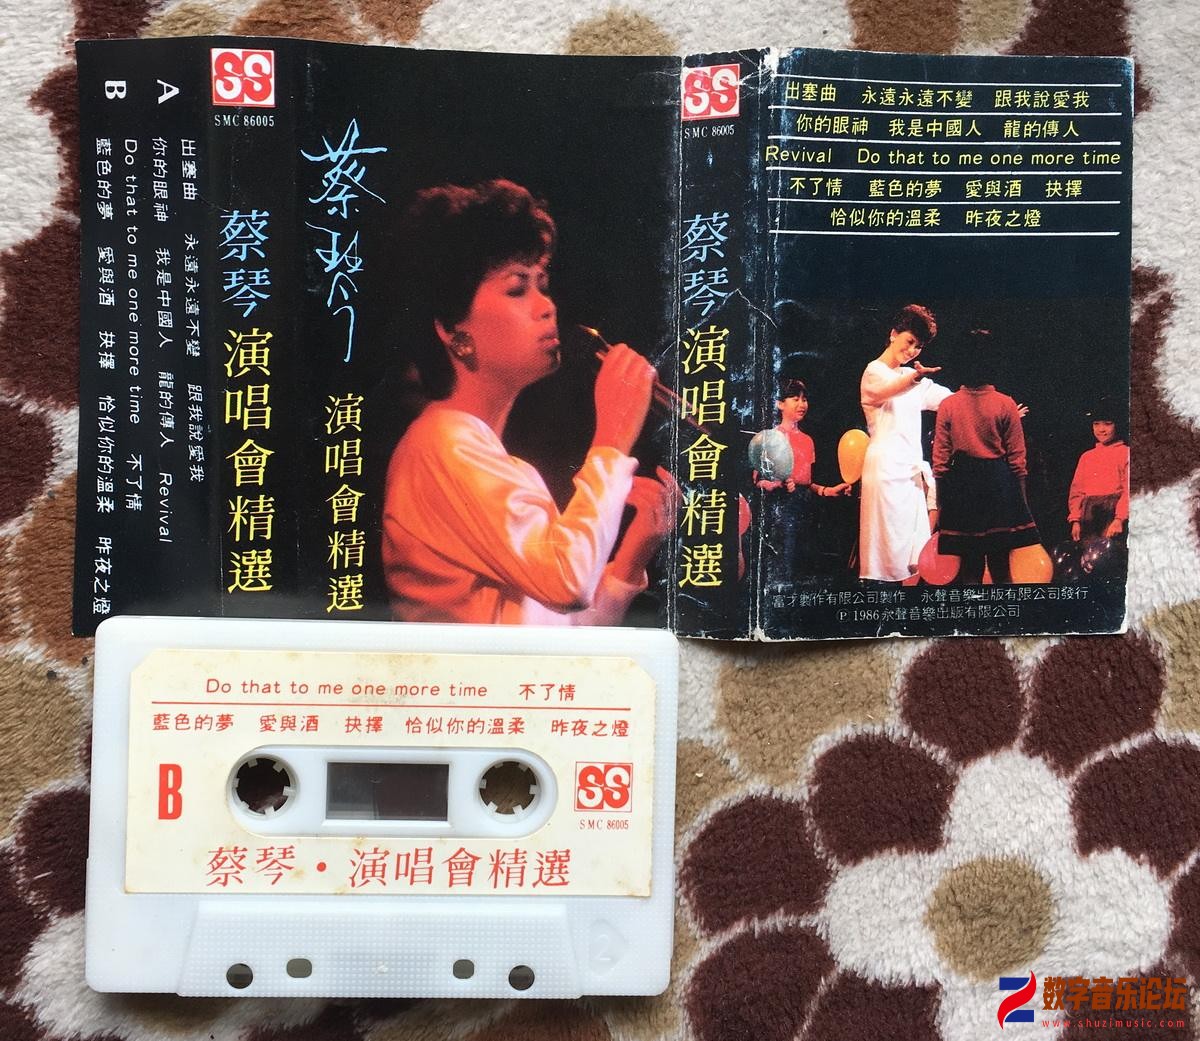 A
出塞曲 永遠永遠不變 跟我說愛我
你的眼神 我是中國人 龍的傳人 Revival
B
Do that to me one more time 不了情
藍色的夢 愛與酒 抉擇 恰似你的溫柔 昨夜之燈
SS
SMC 86005
蔡琴 演唱會精選
蔡琴
演唱會精選
SS
SMC 86005
蔡琴 演唱會精選
出塞曲 永遠永遠不變 跟我說愛我
你的眼神 我是中國人 龍的傳人
Revival Do that to me one more time
不了情 藍色的夢 愛與酒 抉擇
恰似你的溫柔 昨夜之燈
富才製作有限公司製作 永聲音樂出版有限公司發行
Ⓟ 1986永聲音樂出版有限公司
Do that to me one more time 不了情
藍色的夢 愛與酒 抉擇 恰似你的溫柔 昨夜之燈
B
SS
SMC 86005
蔡琴・演唱會精選
2
数字音乐论坛
www.shuzimusic.com